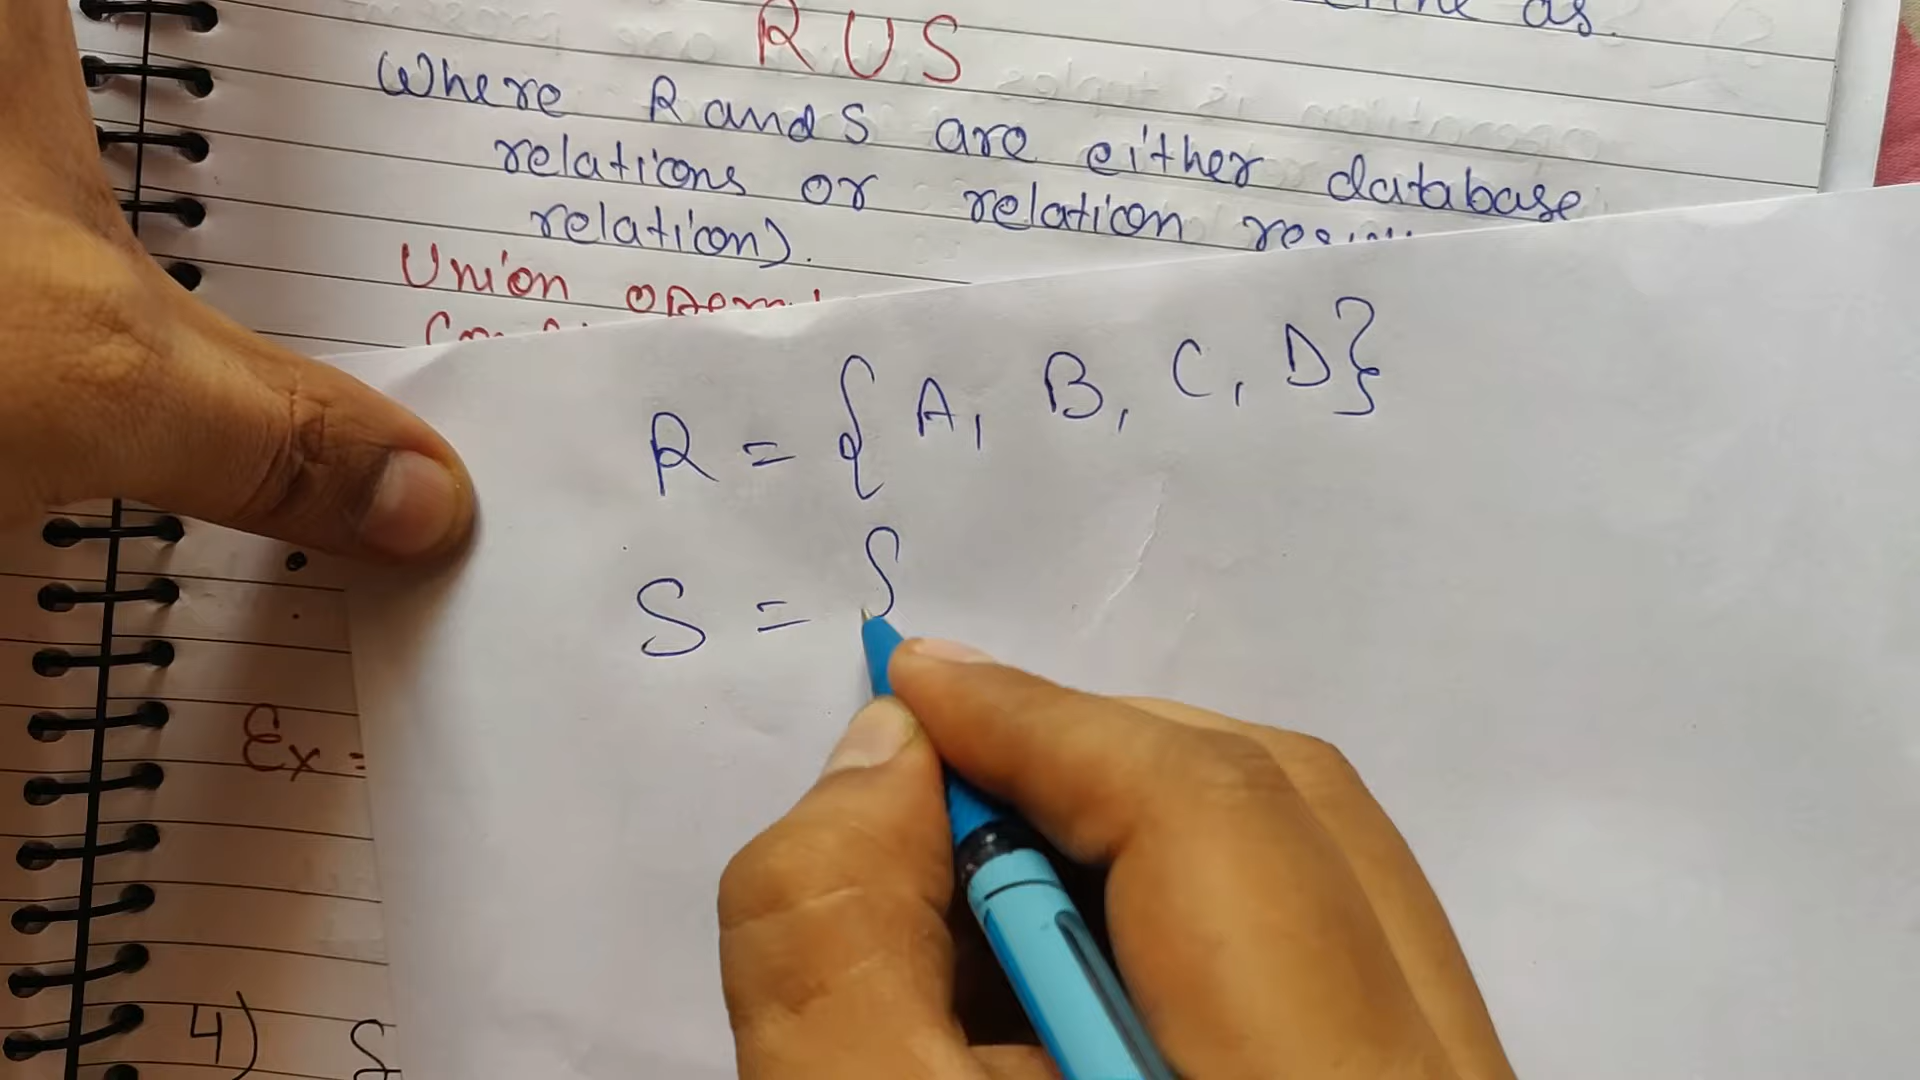 as.
R U S
Where R and S are either database
relations or relation
relation).
Union
R = { A, B, C, D}
S = {
Ex =
4) S